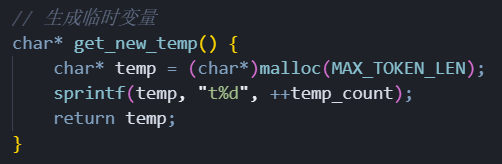 // 生成临时变量
char* get_new_temp() {
    char* temp = (char*)malloc(MAX_TOKEN_LEN);
    sprintf(temp, "t%d", ++temp_count);
    return temp;
}